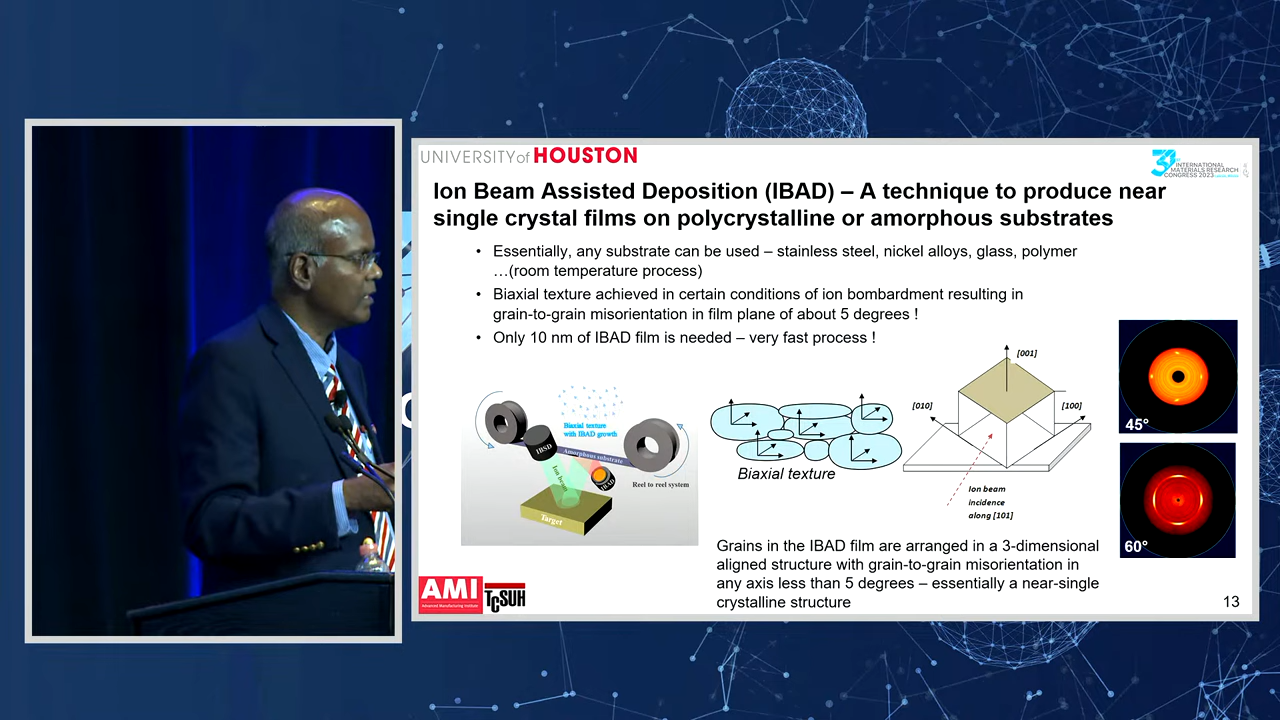 UNIVERSITYof HOUSTON
INTERNATIONAL
MATERIALS RESEARCH
CONGRESS 2023
Ion Beam Assisted Deposition (IBAD) – A technique to produce near
single crystal films on polycrystalline or amorphous substrates
• Essentially, any substrate can be used – stainless steel, nickel alloys, glass, polymer
…(room temperature process)
• Biaxial texture achieved in certain conditions of ion bombardment resulting in
grain-to-grain misorientation in film plane of about 5 degrees !
• Only 10 nm of IBAD film is needed – very fast process !
Biaxial texture
with IBAD growth
IBSD
Amorphous substrate
Ion beam
IBAD
Reel to reel system
Target
Biaxial texture
[001]
[010]
[100]
Ion beam
incidence
along [101]
45°
60°
Grains in the IBAD film are arranged in a 3-dimensional
aligned structure with grain-to-grain misorientation in
any axis less than 5 degrees – essentially a near-single
crystalline structure
AMI
Advanced Manufacturing Institute
TCSUH
13